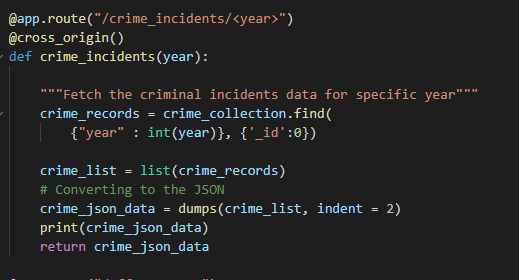 @app.route("/crime_incidents/<year>")
@cross_origin()
def crime_incidents(year):
"""Fetch the criminal incidents data for specific year"""
crime_records = crime_collection.find(
{"year" : int(year)}, {'_id':0})
crime_list = list(crime_records)
# Converting to the JSON
crime_json_data = dumps(crime_list, indent = 2)
print(crime_json_data)
return crime_json_data